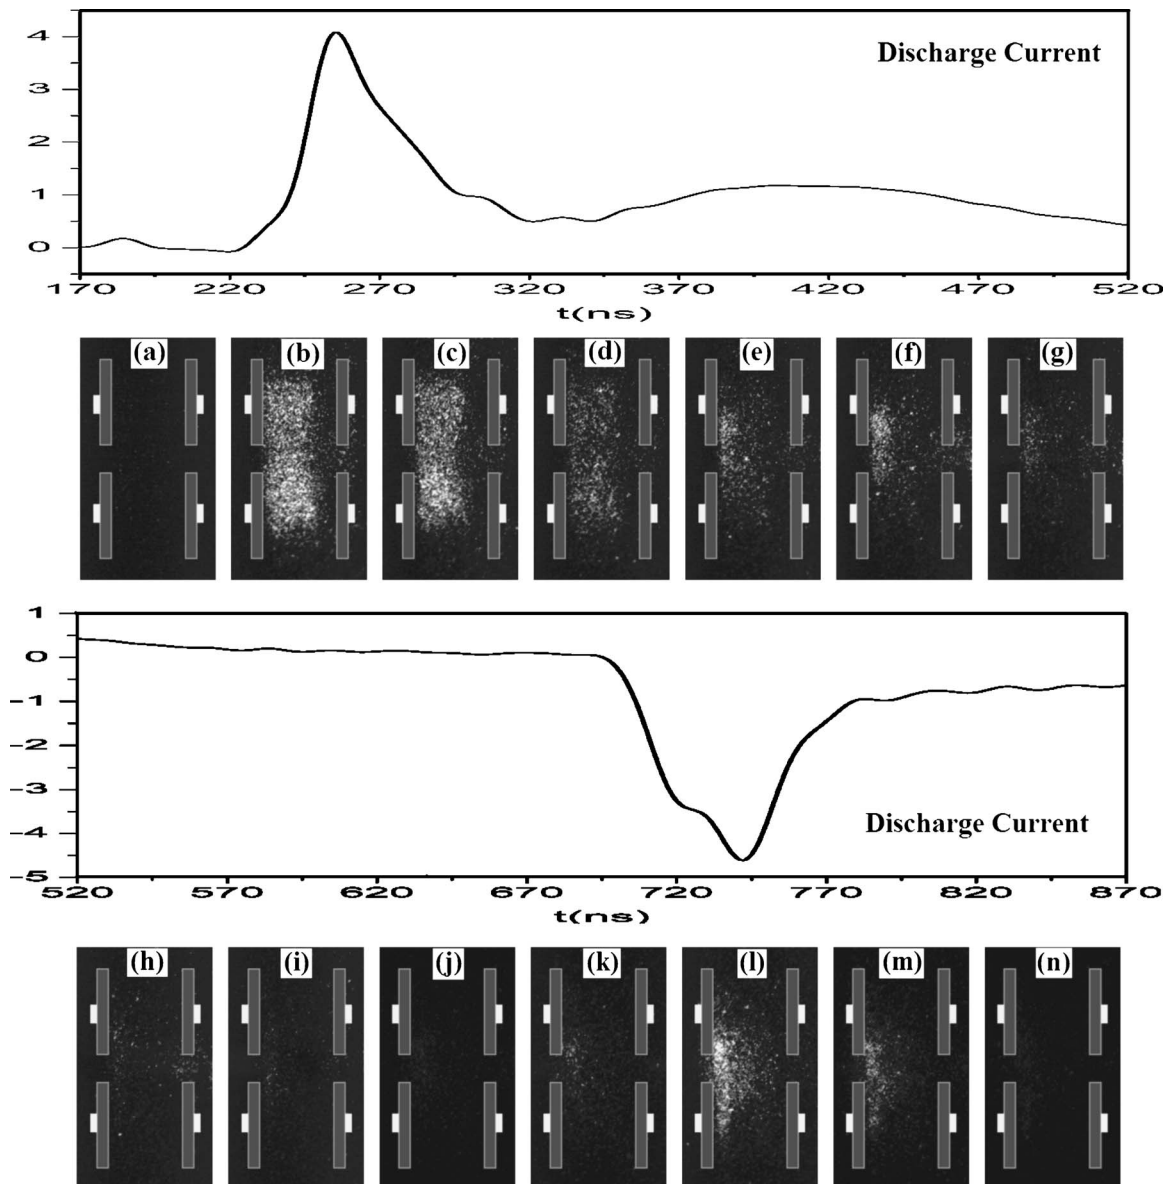 4
Discharge Current
3
2
1
0
170 220 270 320 370 420 470 520
t(ns)
(a) (b) (c) (d) (e) (f) (g)
1
0
-1
-2
-3
-4
Discharge Current
-5
520 570 620 670 720 770 820 870
t(ns)
(h) (i) (j) (k) (l) (m) (n)